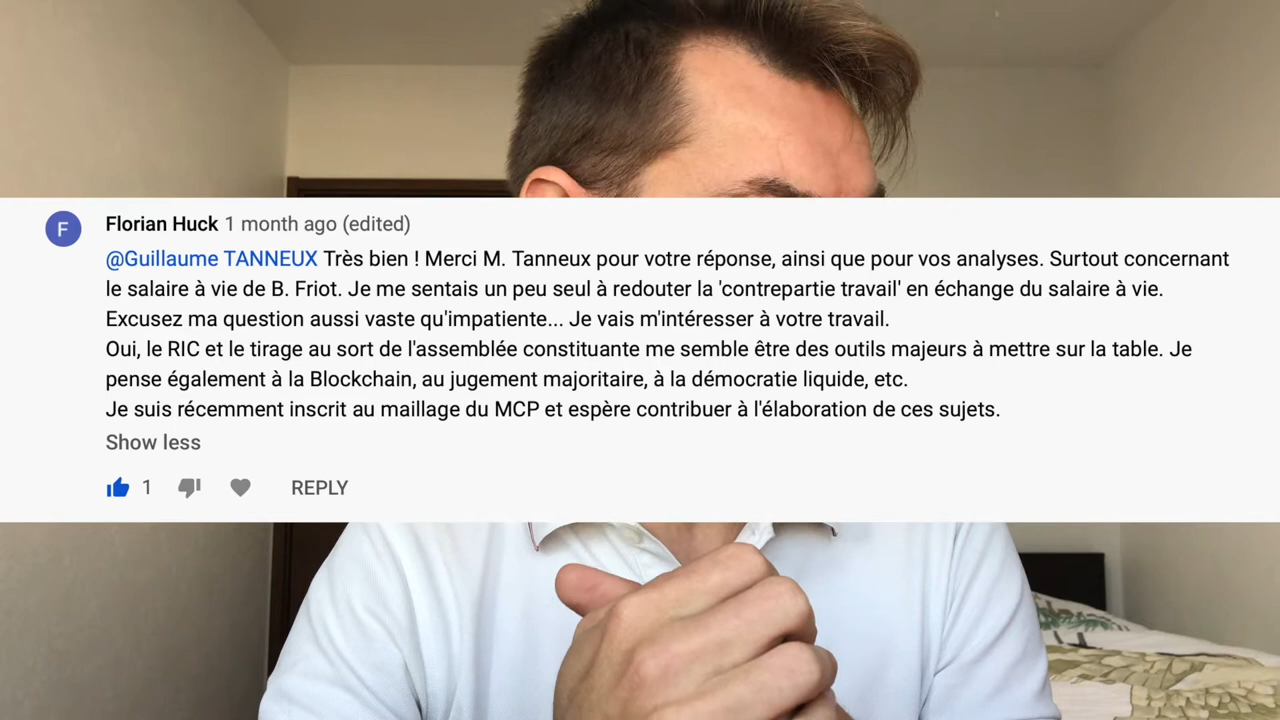 F
Florian Huck 1 month ago (edited)
@Guillaume TANNEUX Très bien ! Merci M. Tanneux pour votre réponse, ainsi que pour vos analyses. Surtout concernant
le salaire à vie de B. Friot. Je me sentais un peu seul à redouter la 'contrepartie travail' en échange du salaire à vie.
Excusez ma question aussi vaste qu'impatiente... Je vais m'intéresser à votre travail.
Oui, le RIC et le tirage au sort de l'assemblée constituante me semble être des outils majeurs à mettre sur la table. Je
pense également à la Blockchain, au jugement majoritaire, à la démocratie liquide, etc.
Je suis récemment inscrit au maillage du MCP et espère contribuer à l'élaboration de ces sujets.
Show less
1 REPLY